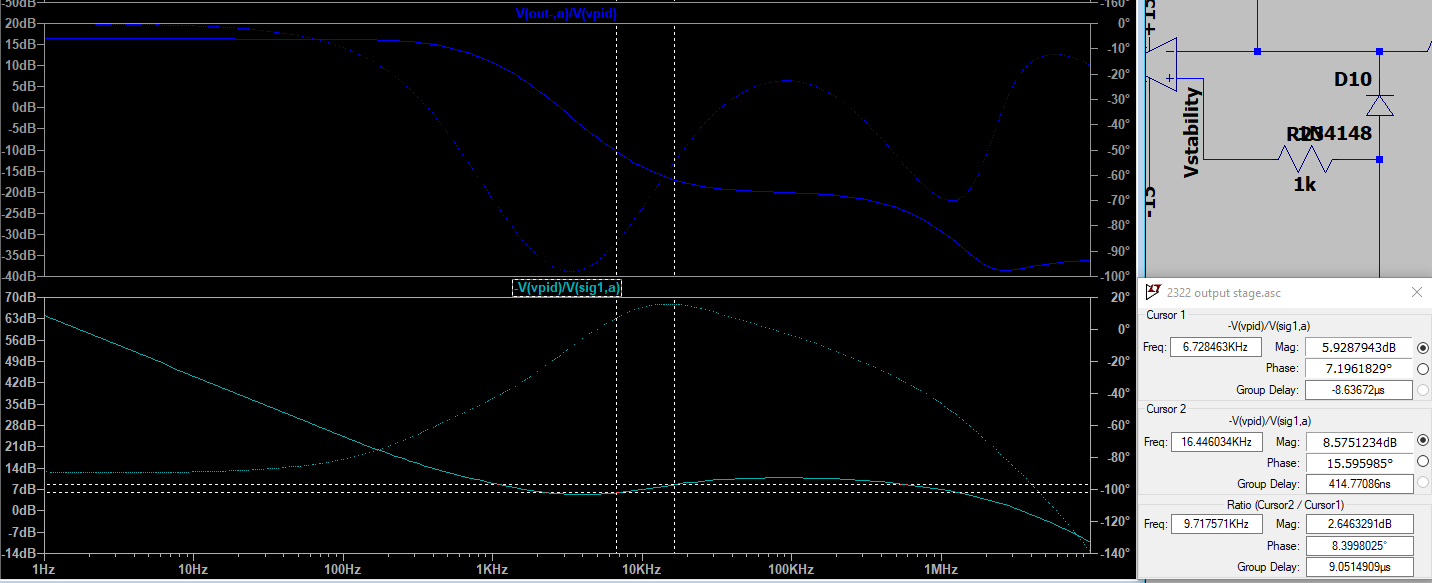 -50dB
-160°
V(out-,n)/V(vpid)
20dB
0°
15dB
-10°
10dB
-20°
5dB
-30°
0dB
-40°
-5dB
-50°
-10dB
-15dB
-60°
-20dB
-70°
-25dB
-80°
-30dB
-90°
-35dB
-40dB
-100°
-V(vpid)/V(sig1,a)
70dB
20°
63dB
0°
56dB
49dB
-20°
42dB
-40°
35dB
28dB
-60°
21dB
-80°
14dB
7dB
-100°
0dB
-120°
-7dB
-14dB
-140°
1Hz 10Hz 100Hz 1KHz 10KHz 100KHz 1MHz
+15
D10
Vstability
1N4148
1k
-15
2322 output stage.asc
Cursor 1
-V(vpid)/V(sig1,a)
Freq: 6.728463KHz Mag: 5.9287943dB
Phase: 7.1961829°
Group Delay: -8.63672µs
Cursor 2
-V(vpid)/V(sig1,a)
Freq: 16.446034KHz Mag: 8.5751234dB
Phase: 15.595985°
Group Delay: 414.77086ns
Ratio (Cursor2 / Cursor1)
Freq: 9.717571KHz Mag: 2.6463291dB
Phase: 8.3998025°
Group Delay: 9.0514909µs